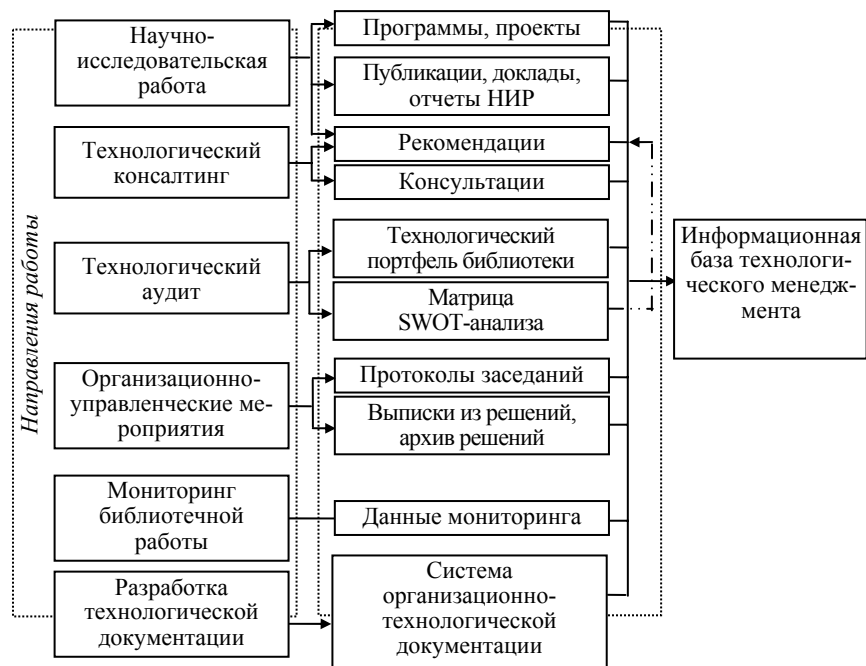 Направления работы
Научно-
исследовательская
работа
Технологический
консалтинг
Технологический
аудит
Организационно-
управленческие ме-
роприятия
Мониторинг
библиотечной
работы
Разработка
технологической
документации
Программы, проекты
Публикации, доклады,
отчеты НИР
Рекомендации
Консультации
Технологический
портфель библиотеки
Матрица
SWOT-анализа
Протоколы заседаний
Выписки из решений,
архив решений
Данные мониторинга
Система
организационно-
технологической
документации
Информационная
база технологи-
ческого менедж-
мента